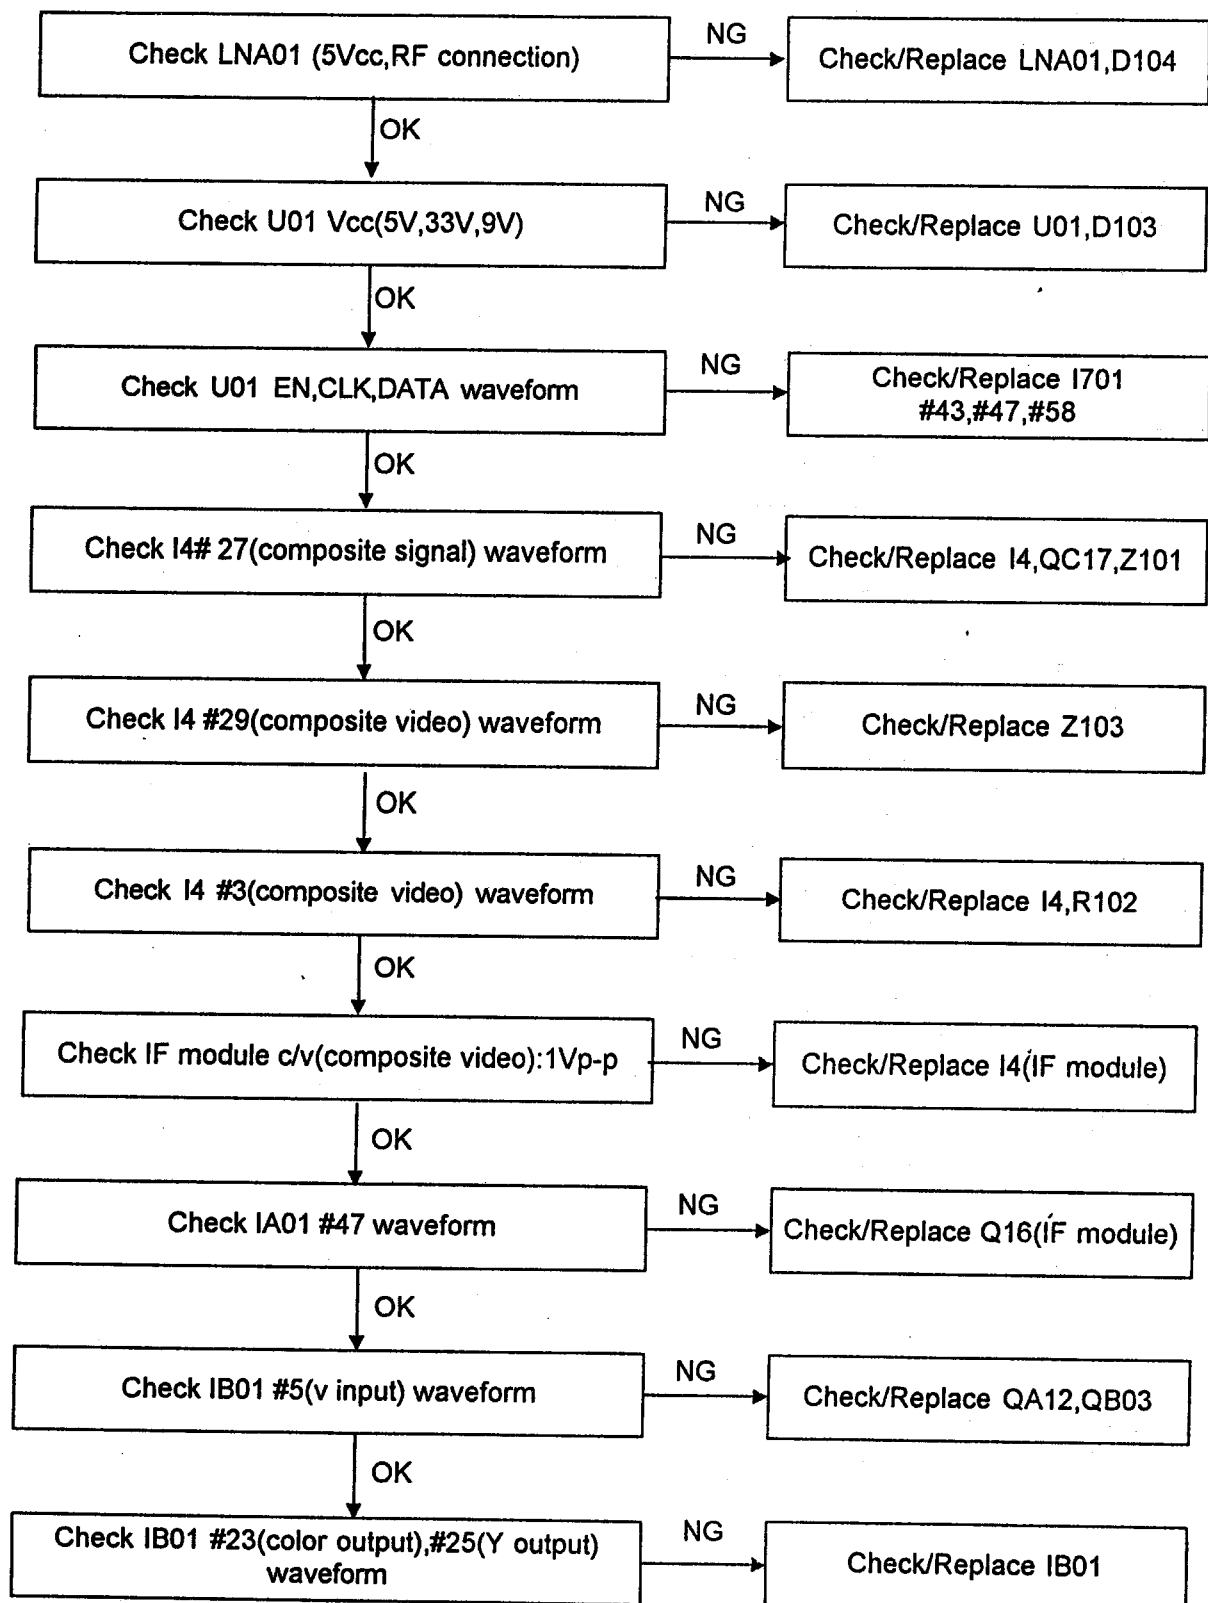 Check LNA01 (5Vcc,RF connection)
NG
Check/Replace LNA01,D104
OK
Check U01 Vcc(5V,33V,9V)
NG
Check/Replace U01,D103
OK
Check U01 EN,CLK,DATA waveform
NG
Check/Replace I701
#43,#47,#58
OK
Check I4# 27(composite signal) waveform
NG
Check/Replace I4,QC17,Z101
OK
Check I4 #29(composite video) waveform
NG
Check/Replace Z103
OK
Check I4 #3(composite video) waveform
NG
Check/Replace I4,R102
OK
Check IF module c/v(composite video):1Vp-p
NG
Check/Replace I4(IF module)
OK
Check IA01 #47 waveform
NG
Check/Replace Q16(IF module)
OK
Check IB01 #5(v input) waveform
NG
Check/Replace QA12,QB03
OK
Check IB01 #23(color output),#25(Y output)
waveform
NG
Check/Replace IB01